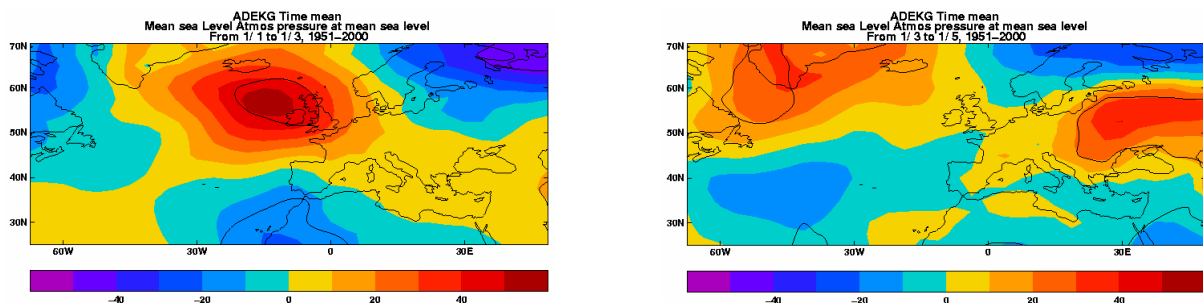 ADEKG Time mean
Mean sea Level Atmos pressure at mean sea level
From 1/ 1 to 1/ 3, 1951-2000
70N
60N
50N
40N
30N
60W
30W
0
30E
-40
-20
0
20
40
ADEKG Time mean
Mean sea Level Atmos pressure at mean sea level
From 1/ 3 to 1/ 5, 1951-2000
70N
60N
50N
40N
30N
60W
30W
0
30E
-40
-20
0
20
40